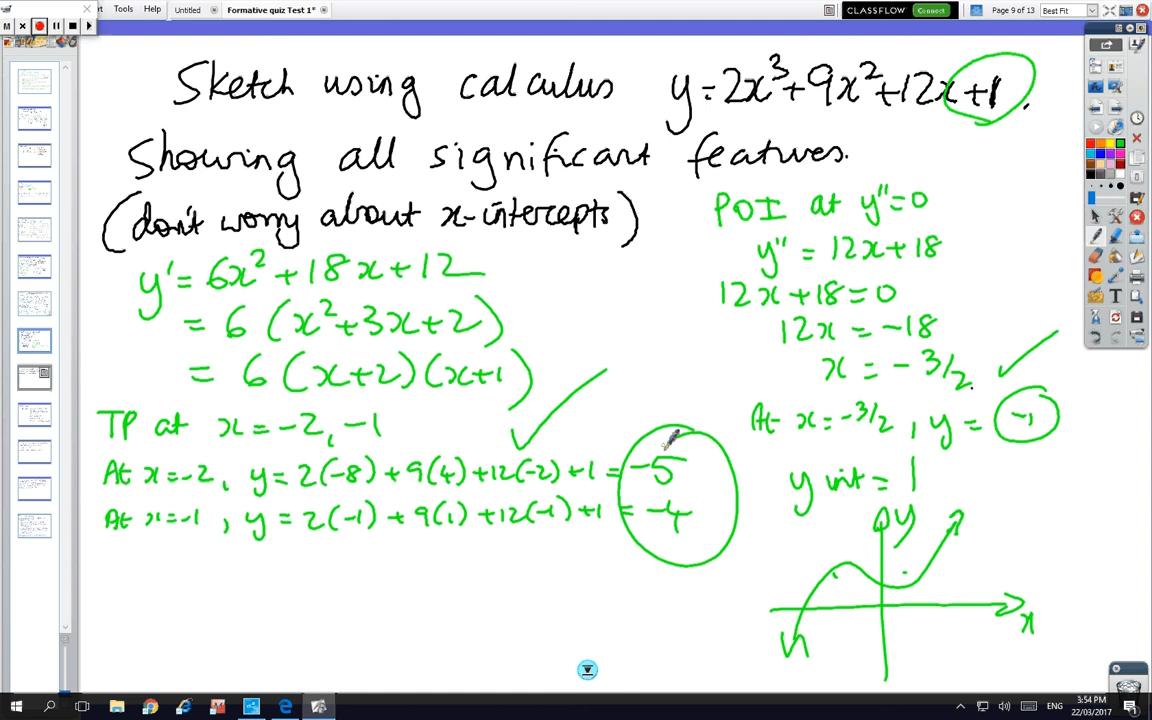 Tools Help Untitled Formative quiz Test 1* CLASSFLOW Connect Page 9 of 13 Best Fit
Sketch using calculus y=2x³+9x²+12x+1.
Showing all significant features.
(don't worry about x-intercepts)
y' = 6x² + 18x + 12
= 6 (x²+3x+2)
= 6 (x+2)(x+1)
TP at x = -2, -1
At x=-2, y = 2(-8) + 9(4) +12(-2) +1 = -5
At x=-1, y = 2(-1) + 9(1) +12(-1) +1 = -4
POI at y''=0
y'' = 12x+18
12x+18=0
12x = -18
x = -3/2.
At x=-3/2, y = -1
y int = 1
y
x
ENG
3:54 PM
22/03/2017